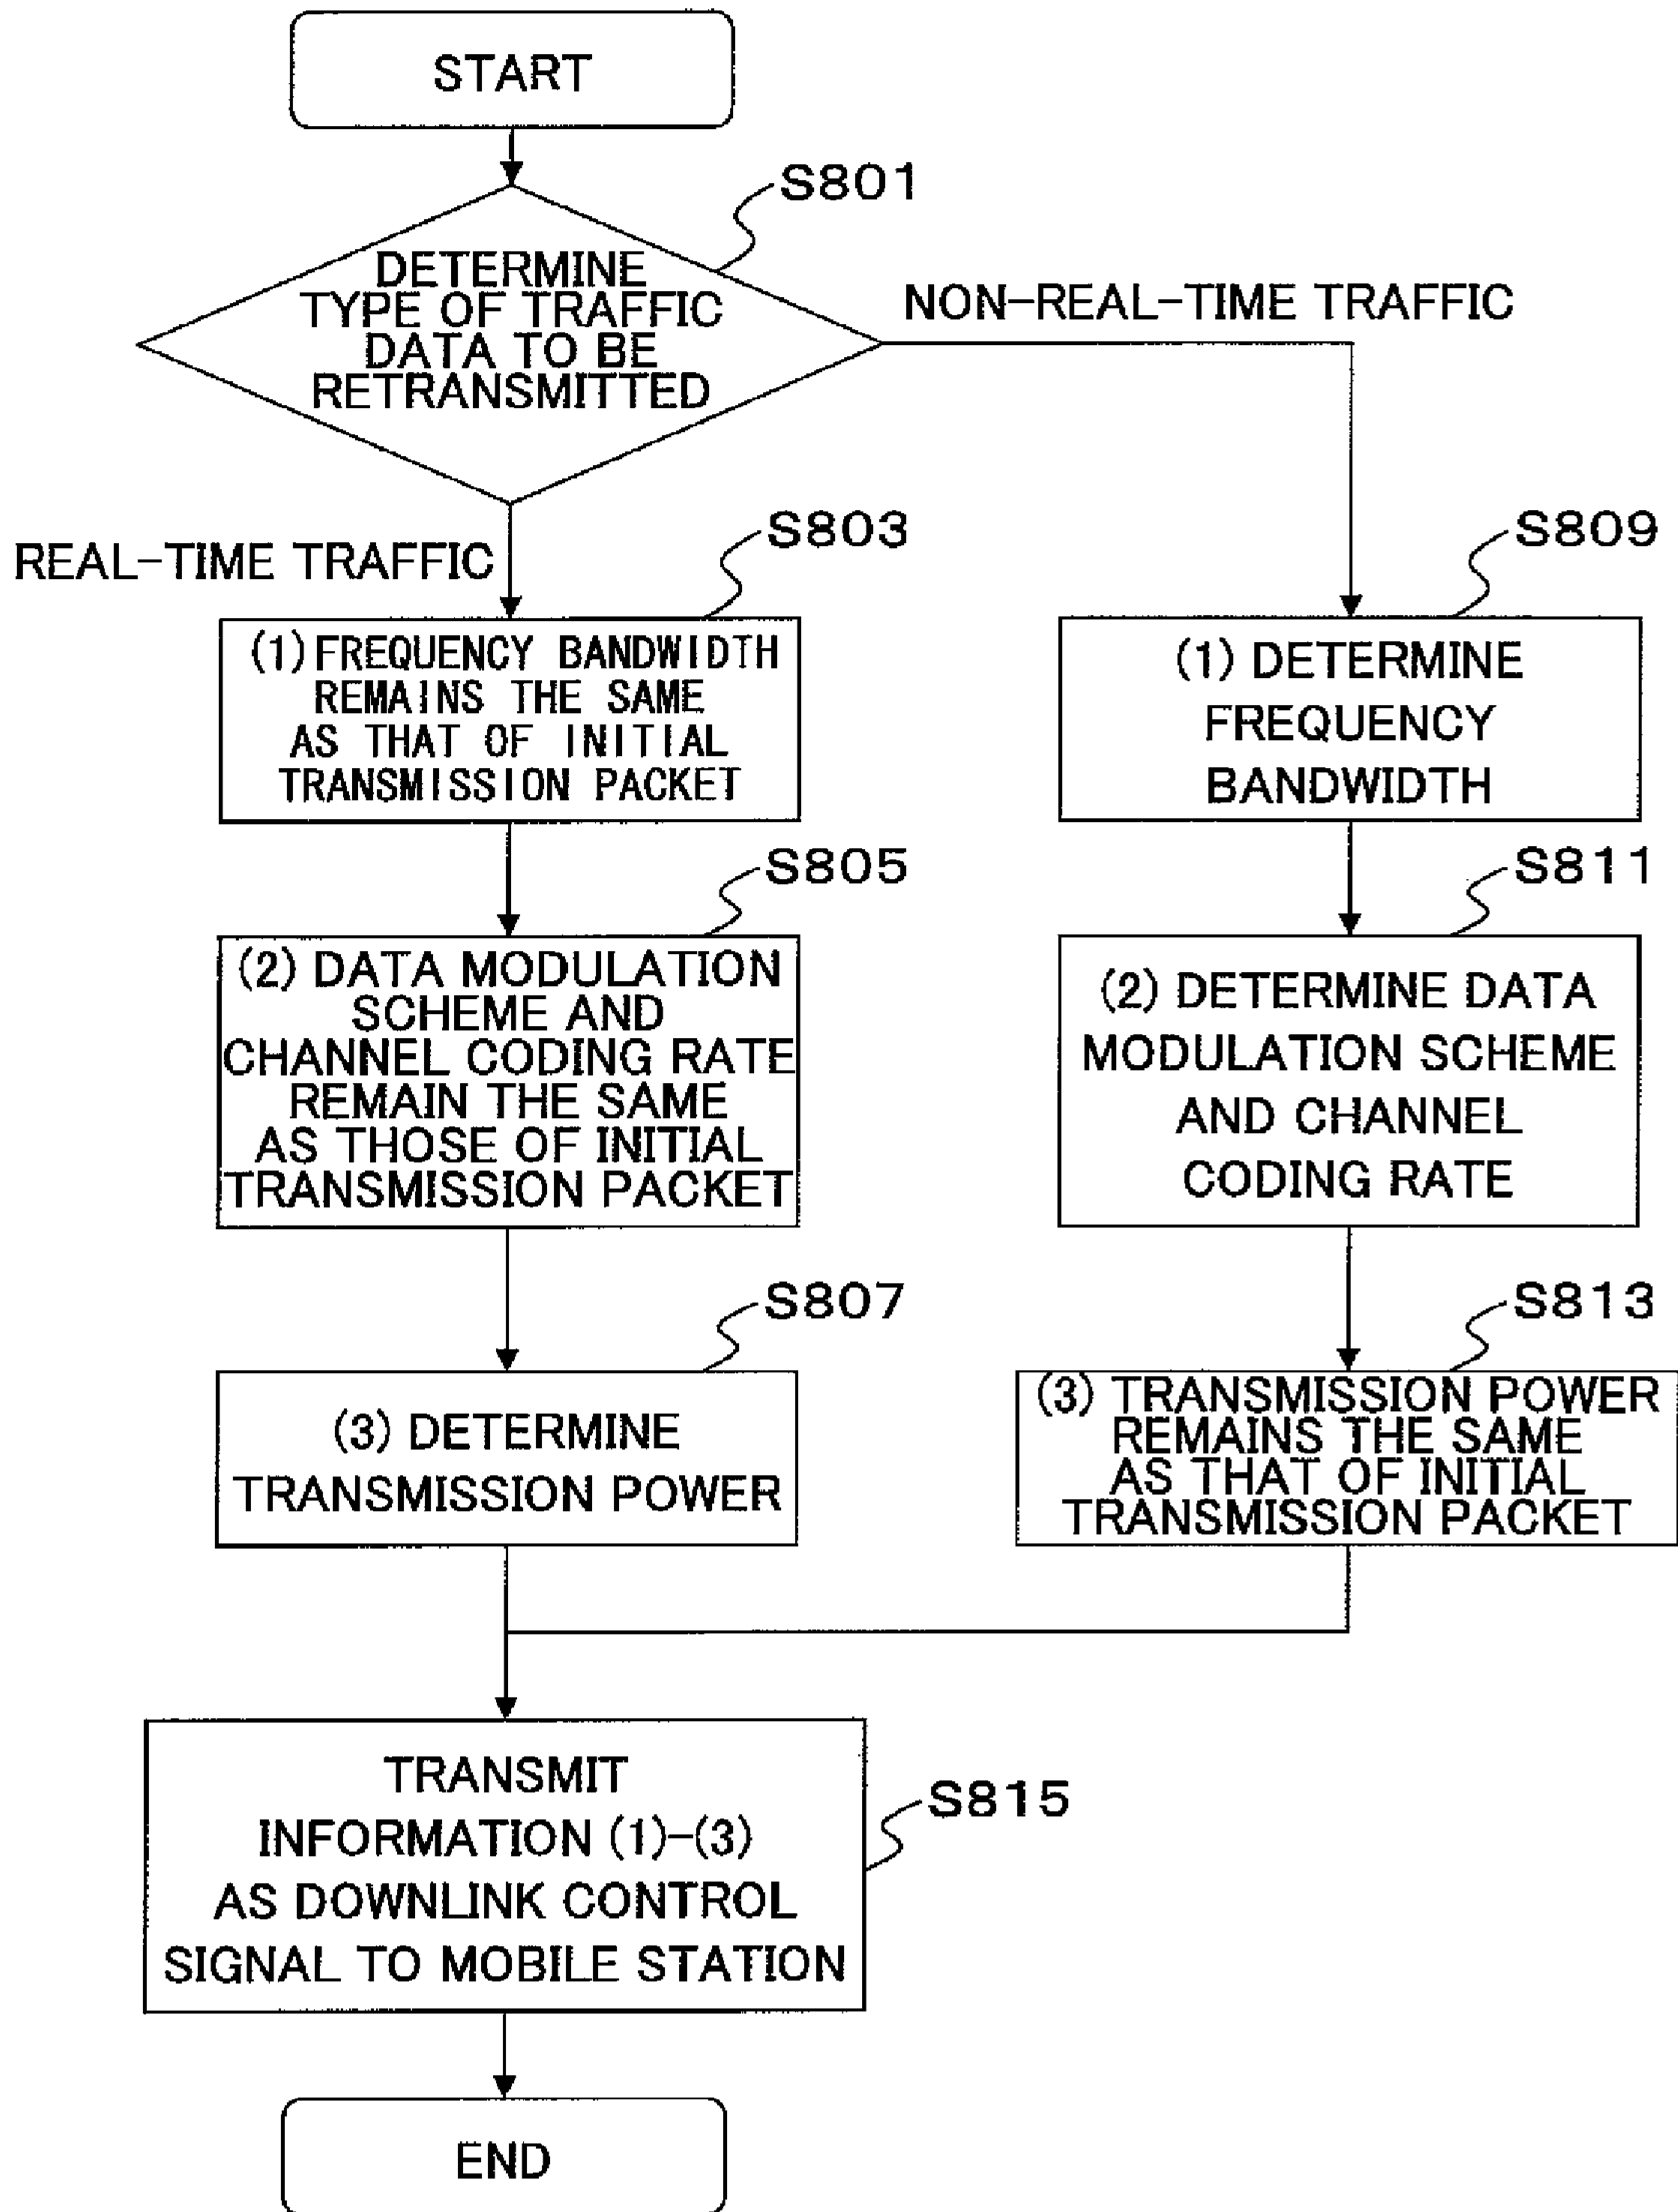 START
S801
DETERMINE
TYPE OF TRAFFIC
DATA TO BE
RETRANSMITTED
NON-REAL-TIME TRAFFIC
REAL-TIME TRAFFIC
S803
(1) FREQUENCY BANDWIDTH
REMAINS THE SAME
AS THAT OF INITIAL
TRANSMISSION PACKET
S809
(1) DETERMINE
FREQUENCY
BANDWIDTH
S805
(2) DATA MODULATION
SCHEME AND
CHANNEL CODING RATE
REMAIN THE SAME
AS THOSE OF INITIAL
TRANSMISSION PACKET
S811
(2) DETERMINE DATA
MODULATION SCHEME
AND CHANNEL
CODING RATE
S807
(3) DETERMINE
TRANSMISSION POWER
S813
(3) TRANSMISSION POWER
REMAINS THE SAME
AS THAT OF INITIAL
TRANSMISSION PACKET
TRANSMIT
INFORMATION (1)-(3)
AS DOWNLINK CONTROL
SIGNAL TO MOBILE STATION
S815
END